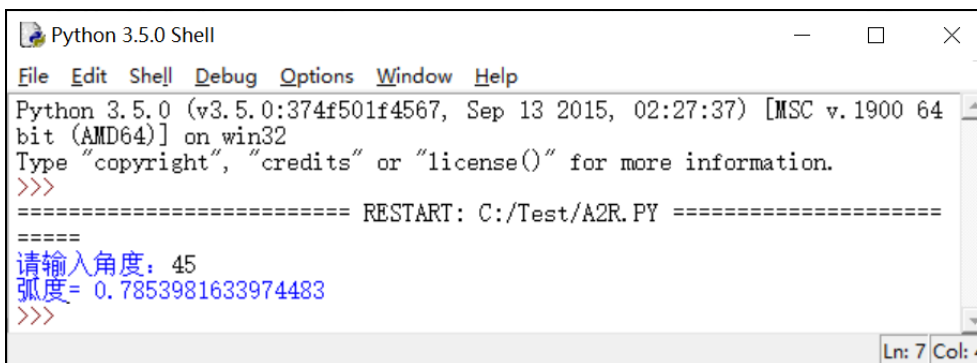 Python 3.5.0 Shell
File Edit Shell Debug Options Window Help
Python 3.5.0 (v3.5.0:374f501f4567, Sep 13 2015, 02:27:37) [MSC v.1900 64
bit (AMD64)] on win32
Type "copyright", "credits" or "license()" for more information.
>>>
========================== RESTART: C:/Test/A2R.PY =====================
=====
请输入角度：45
弧度= 0.7853981633974483
>>>
Ln: 7 Col: